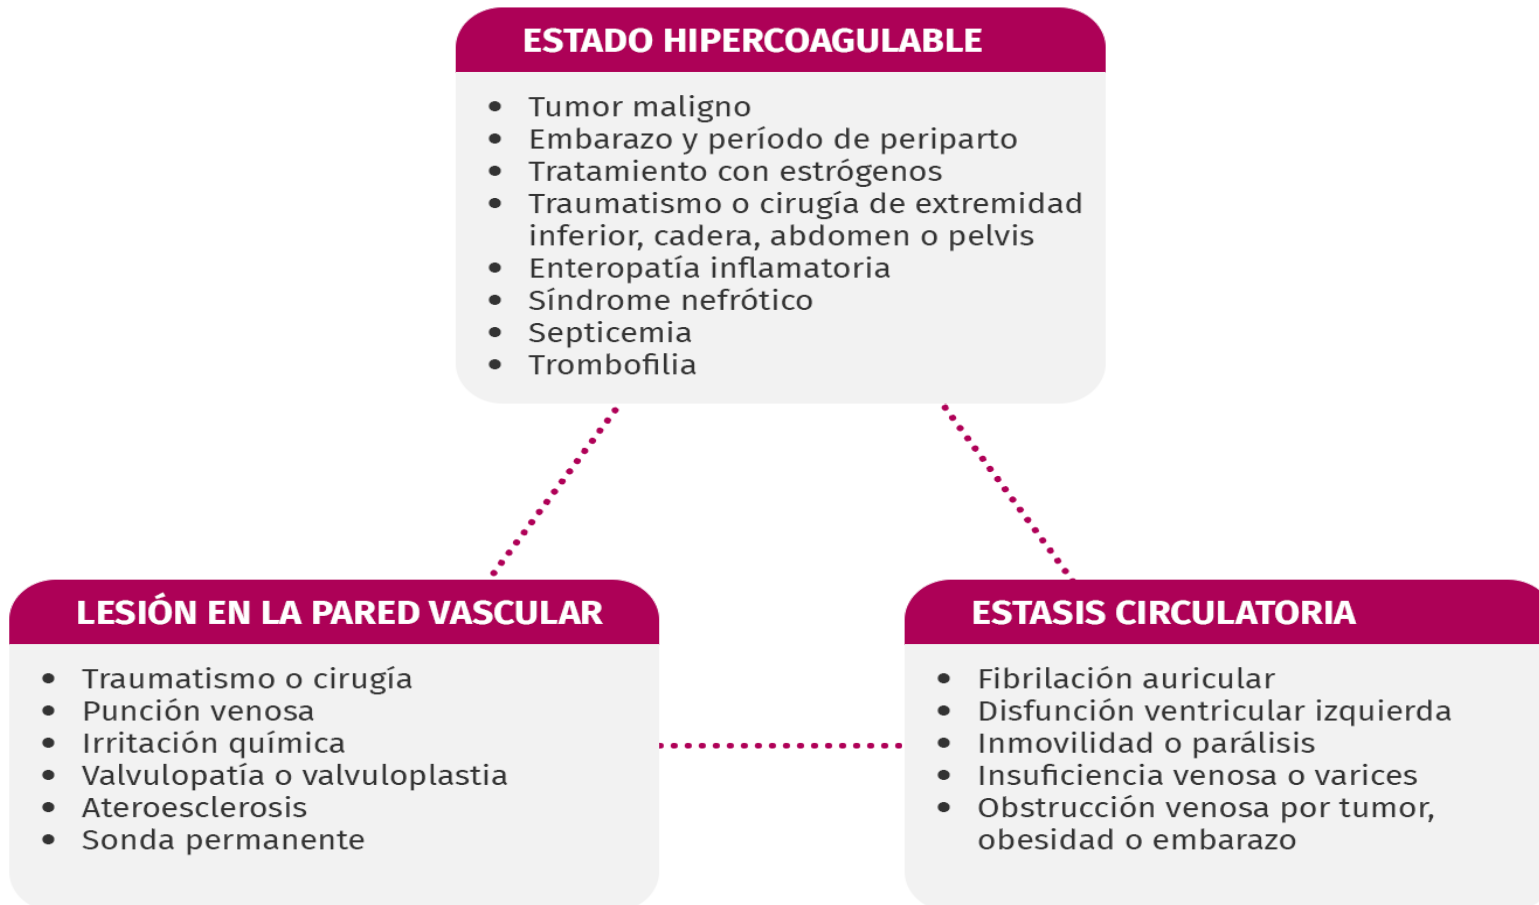 ESTADO HIPERCOAGULABLE
• Tumor maligno
• Embarazo y período de periparto
• Tratamiento con estrógenos
• Traumatismo o cirugía de extremidad
inferior, cadera, abdomen o pelvis
• Enteropatía inflamatoria
• Síndrome nefrótico
• Septicemia
• Trombofilia
LESIÓN EN LA PARED VASCULAR
• Traumatismo o cirugía
• Punción venosa
• Irritación química
• Valvulopatía o valvuloplastia
• Ateroesclerosis
• Sonda permanente
ESTASIS CIRCULATORIA
• Fibrilación auricular
• Disfunción ventricular izquierda
• Inmovilidad o parálisis
• Insuficiencia venosa o varices
• Obstrucción venosa por tumor,
obesidad o embarazo